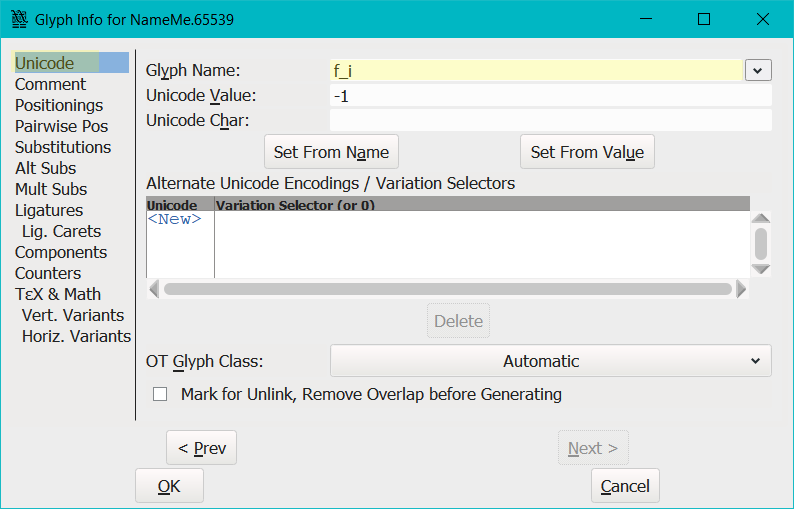 Glyph Info for NameMe.65539
Unicode
Comment
Positionings
Pairwise Pos
Substitutions
Alt Subs
Mult Subs
Ligatures
Lig. Carets
Components
Counters
TεX & Math
Vert. Variants
Horiz. Variants
Glyph Name: f_i
Unicode Value: -1
Unicode Char:
Set From Name Set From Value
Alternate Unicode Encodings / Variation Selectors
Unicode Variation Selector (or 0)
<New>
Delete
OT Glyph Class: Automatic
Mark for Unlink, Remove Overlap before Generating
< Prev Next >
OK Cancel